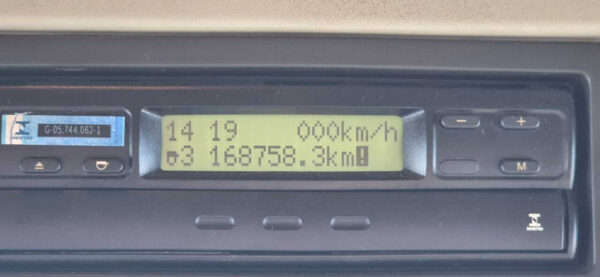 G-05.744.062-1
14 19 000km/h
3 168758.3km!
− +
M